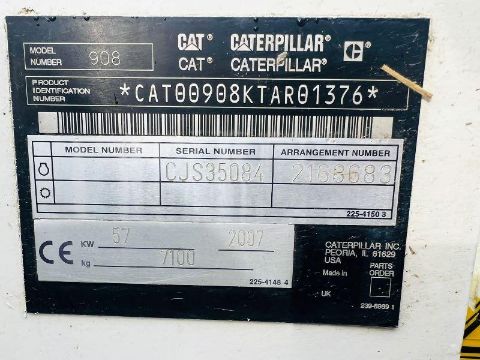 MODEL NUMBER 908 CAT CATERPILLAR C
CAT® CATERPILLAR®
PRODUCT IDENTIFICATION NUMBER *CAT00908KTAR01376*
MODEL NUMBER SERIAL NUMBER ARRANGEMENT NUMBER
CJS35084 2168683
225-4150 3
CE KW 57 2007
kg 7100
225-4148 4
CATERPILLAR INC.
PEORIA, IL 61629
USA
Made in PARTS ORDER
UK
239-5959 1